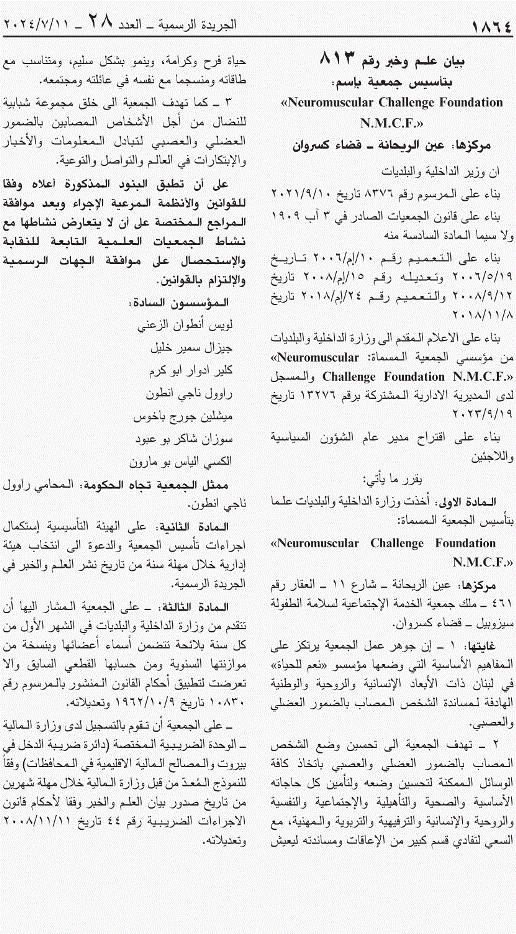 ١٨٦٤
الجريدة الرسمية ــ العدد ٢٨ ــ ٢٠٢٤/٧/١١
بيان علـم وخبر رقم ٨١٣
بتأسيس جمعية باسم:
«Neuromuscular Challenge Foundation
N.M.C.F.»
مركزها: عين الريحانة ــ قضاء كسروان
ان وزير الداخلية والبلديات
بناء على المرسوم رقم ٨٣٧٦ تاريخ ٢٠٢١/٩/١٠
بناء على قانون الجمعيات الصادر في ٣ آب ١٩٠٩
ولا سيما المادة السادسة منه
بناء على التعميم رقم ١٠/إم/٢٠٠٦ تاريخ
٢٠٠٦/٥/١٩ وتعديله رقم ١٥/إم/٢٠٠٨ تاريخ
٢٠٠٨/٩/١٢ والتعميم رقم ٢٤/إم/٢٠١٨ تاريخ
٢٠١٨/١١/٨
بناء على الاعلام المقدم الى وزارة الداخلية والبلديات
من مؤسسي الجمعية المسماة: «Neuromuscular
Challenge Foundation N.M.C.F.» والمسجل
لدى المديرية الادارية المشتركة برقم ١٣٢٧٦ تاريخ
٢٠٢٣/٩/١٩
بناء على اقتراح مدير عام الشؤون السياسية
واللاجئين
يقرر ما يأتي:
المادة الاولى: أخذت وزارة الداخلية والبلديات علما
بتأسيس الجمعية المسماة:
«Neuromuscular Challenge Foundation
N.M.C.F.»
مركزها: عين الريحانة ــ شارع ١١ ــ العقار رقم
٤٦١ ــ ملك جمعية الخدمة الإجتماعية لسلامة الطفولة
سيزوبيل ــ قضاء كسروان.
غايتها: ١ ــ إن جوهر عمل الجمعية يرتكز على
المفاهيم الأساسية التي وضعها مؤسسو «نعم للحياة»
في لبنان ذات الأبعاد الإنسانية والروحية والوطنية
الهادفة لمساندة الشخص المصاب بالضمور العضلي
والعصبي.
٢ ــ تهدف الجمعية الى تحسين وضع الشخص
المصاب بالضمور العضلي والعصبي باتخاذ كافة
الوسائل الممكنة لتحسين وضعه ولتأمين كل حاجاته
الأساسية والصحية والتأهيلية والإجتماعية والنفسية
والروحية والإنسانية والترفيهية والتربوية والمهنية، مع
السعي لتفادي قسم كبير من الإعاقات ومساندته ليعيش
حياة فرح وكرامة، وينمو بشكل سليم، ومتناسب مع
طاقاته ومنسجما مع نفسه في عائلته ومجتمعه.
٣ ــ كما تهدف الجمعية الى خلق مجموعة شبابية
للنضال من أجل الأشخاص المصابين بالضمور
العضلي والعصبي لتبادل المعلومات والأخبار
والإبتكارات في العالم والتواصل والتوعية.
على أن تطبق البنود المذكورة أعلاه وفقا
للقوانين والأنظمة المرعية الإجراء وبعد موافقة
المراجع المختصة على أن لا يتعارض نشاطها مع
نشاط الجمعيات العلمية التابعة للنقابة
والإستحصال على موافقة الجهات الرسمية
والإلتزام بالقوانين.
المؤسسون السادة:
لويس أنطوان الزعني
جيزال سمير خليل
كلير ادوار ابو كرم
راوول ناجي انطون
ميشلين جورج باخوس
سوزان شاكر بو عبود
الكسي الياس بو مارون
ممثل الجمعية تجاه الحكومة: المحامي راوول
ناجي انطون.
المادة الثانية: على الهيئة التأسيسية إستكمال
اجراءات تأسيس الجمعية والدعوة الى انتخاب هيئة
إدارية خلال مهلة سنة من تاريخ نشر العلم والخبر في
الجريدة الرسمية.
المادة الثالثة: ــ على الجمعية المشار اليها أن
تتقدم من وزارة الداخلية والبلديات في الشهر الأول من
كل سنة بلائحة تتضمن أسماء أعضائها وبنسخة من
موازنتها السنوية ومن حسابها القطعي السابق والا
تعرضت لتطبيق أحكام القانون المنشور بالمرسوم رقم
١٠٨٣٠ تاريخ ١٩٦٢/١٠/٩ وتعديلاته.
ــ على الجمعية أن تقوم بالتسجيل لدى وزارة المالية
ــ الوحدة الضريبية المختصة (دائرة ضريبة الدخل في
بيروت والمصالح المالية الاقليمية في المحافظات) وفقاً
للنموذج المُعدّ من قبل وزارة المالية خلال مهلة شهرين
من تاريخ صدور بيان العلم والخبر وفقا لأحكام قانون
الاجراءات الضريبية رقم ٤٤ تاريخ ٢٠٠٨/١١/١١
وتعديلاته.